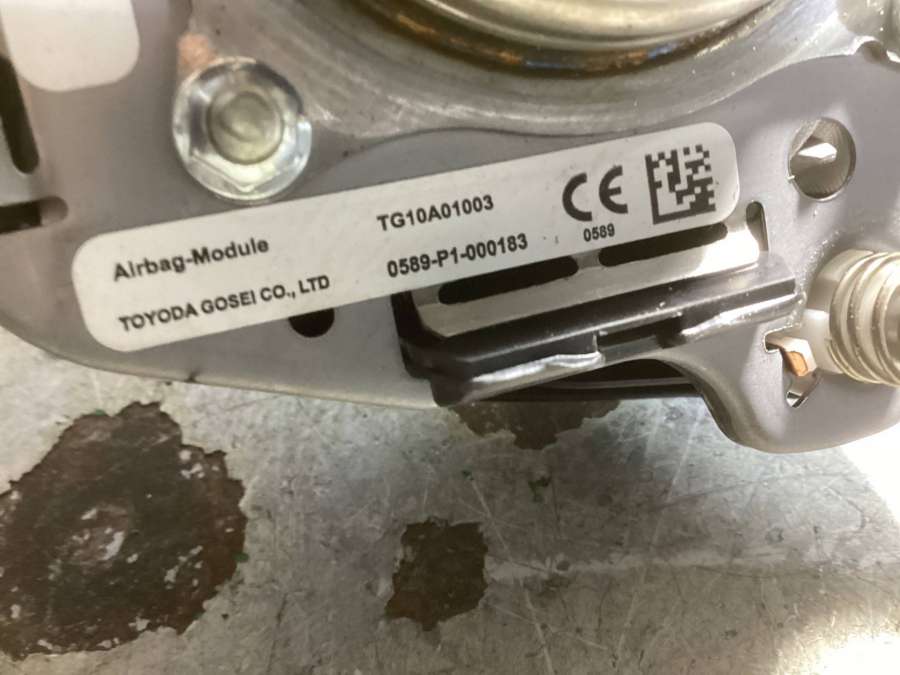 Airbag-Module TG10A01003 CE
TOYODA GOSEI CO., LTD 0589-P1-000183 0589